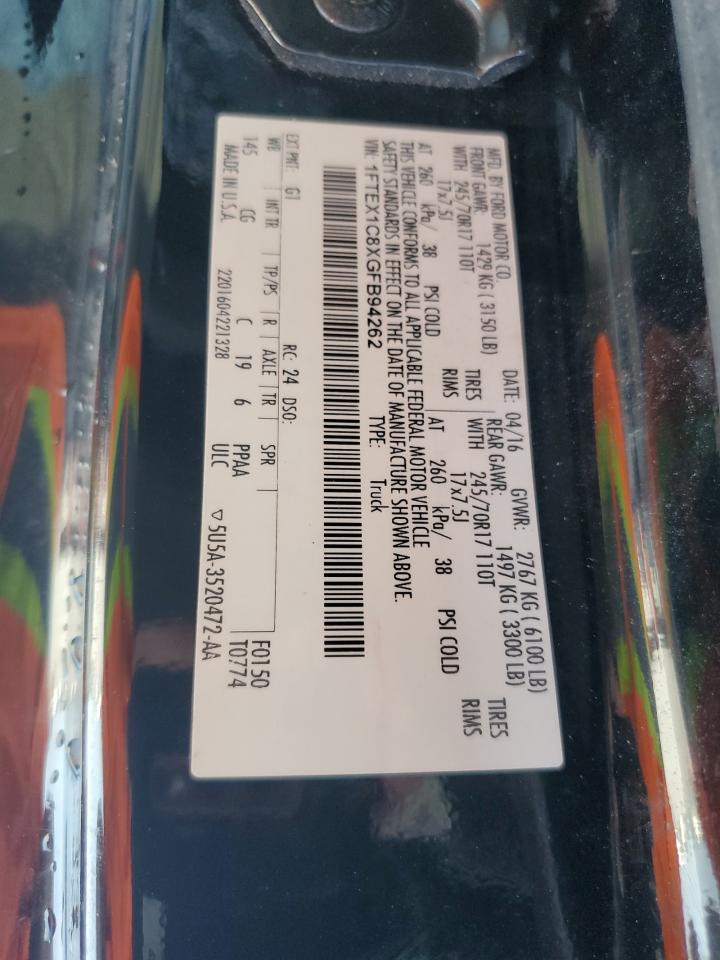 MFD. BY FORD MOTOR CO. DATE: 04/16 GVWR: 2767 KG ( 6100 LB)
FRONT GAWR: 1429 KG ( 3150 LB) REAR GAWR: 1497 KG ( 3300 LB)
WITH 245/70R17 110T TIRES WITH 245/70R17 110T TIRES
17x7.5J RIMS 17x7.5J RIMS
AT 260 kPa/ 38 PSI COLD AT 260 kPa/ 38 PSI COLD
THIS VEHICLE CONFORMS TO ALL APPLICABLE FEDERAL MOTOR VEHICLE
SAFETY STANDARDS IN EFFECT ON THE DATE OF MANUFACTURE SHOWN ABOVE.
VIN: 1FTEX1C8XGFB94262 TYPE: Truck
EXT PNT: G1 RC: 24 DSO: F0150
WB INT TR TP/PS R AXLE TR SPR T0774
145 CG C 19 6 PPAA
MADE IN U.S.A. 2201604221328 ULC ▽ 5U5A-3520472-AA